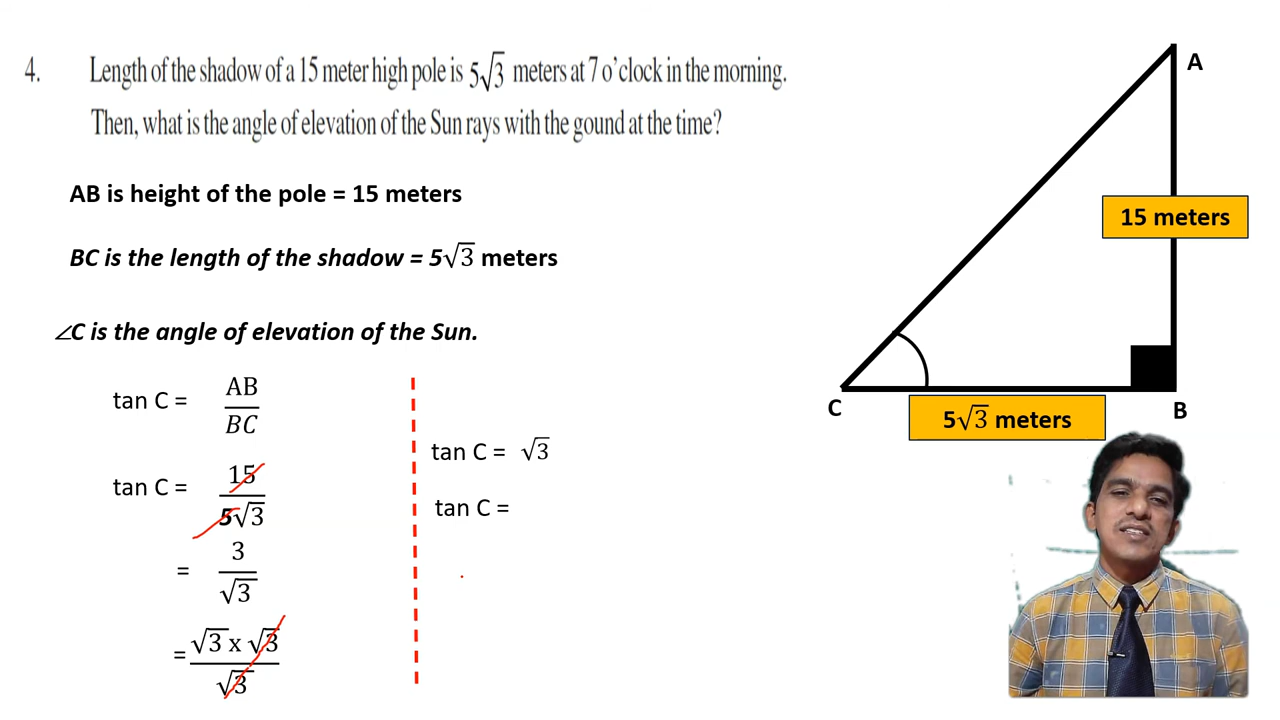 4. Length of the shadow of a 15 meter high pole is 5√3 meters at 7 o'clock in the morning.
Then, what is the angle of elevation of the Sun rays with the gound at the time?
AB is height of the pole = 15 meters
BC is the length of the shadow = 5√3 meters
∠C is the angle of elevation of the Sun.
tan C = AB
BC
tan C = 15
5√3
= 3
√3
= √3 x √3
√3
tan C = √3
tan C =
A
15 meters
C
5√3 meters
B